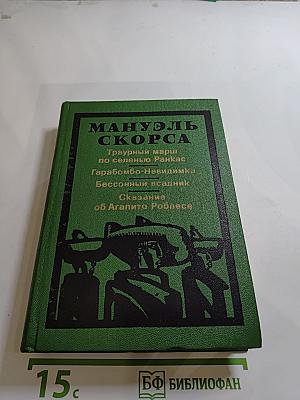 МАНУЭЛЬ
СКОРСА
Траурный марш
по селенью Ранкас
Гарабомбо-Невидимка
Бессонный всадник
Сказание
об Агапито Роблесе
15с
БФ БИБЛИОФАН